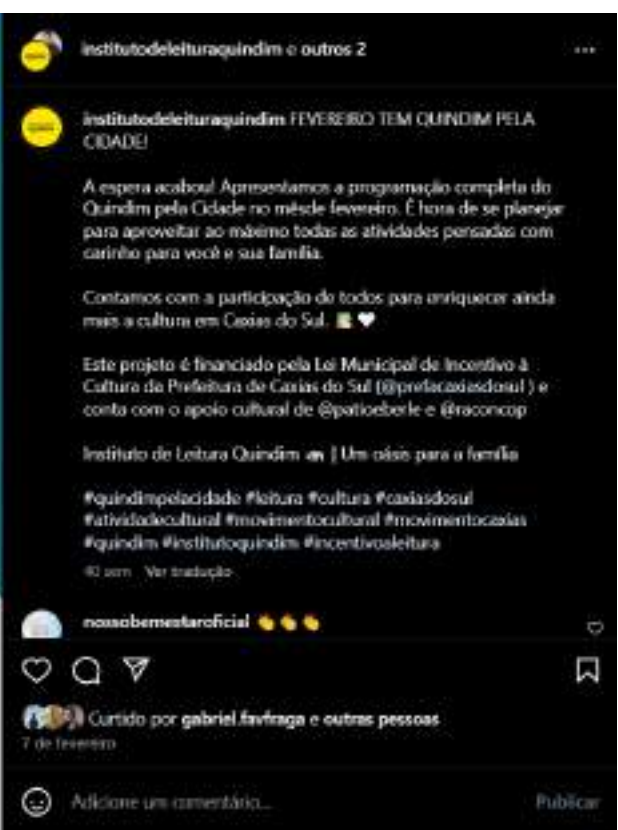 institutodeleituraquindim e outros 2
institutodeleituraquindim FEVEREIRO TEM QUINDIM PELA
CIDADE!
A espera acabou! Apresentamos a programação completa do
Quindim pela Cidade no mêsde fevereiro. É hora de se planejar
para aproveitar ao máximo todas as atividades pensadas com
carinho para você e sua família.
Contamos com a participação de todos para enriquecer ainda
mais a cultura em Caxias do Sul.
Este projeto é financiado pela Lei Municipal de Incentivo à
Cultura da Prefeitura de Caxias do Sul (@prefacaxiasdosul ) e
conta com o apoio cultural de @patioeberle e @raconcop
Instituto de Leitura Quindim | Um oásis para a família
#quindimpelacidade #leitura #cultura #caxiasdosul
#atividadecultural #movimentocultural #movimentocaxias
#quindim #institutoquindim #incentivoaleitura
40 sem Ver tradução
nossobemestaroficial 👏👏👏
Curtido por gabriel.favfraga e outras pessoas
7 de fevereiro
Adicione um comentário...
Publicar